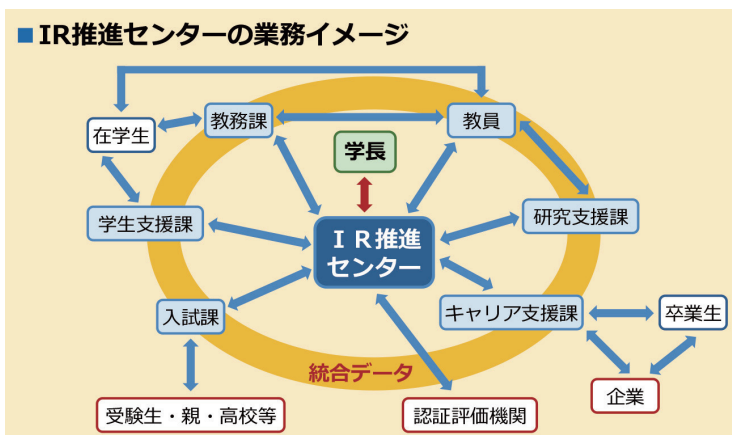 ■IR推進センターの業務イメージ
教務課
教員
在学生
学長
学生支援課
研究支援課
ＩＲ推進
センター
入試課
キャリア支援課
卒業生
統合データ
企業
受験生・親・高校等
認証評価機関